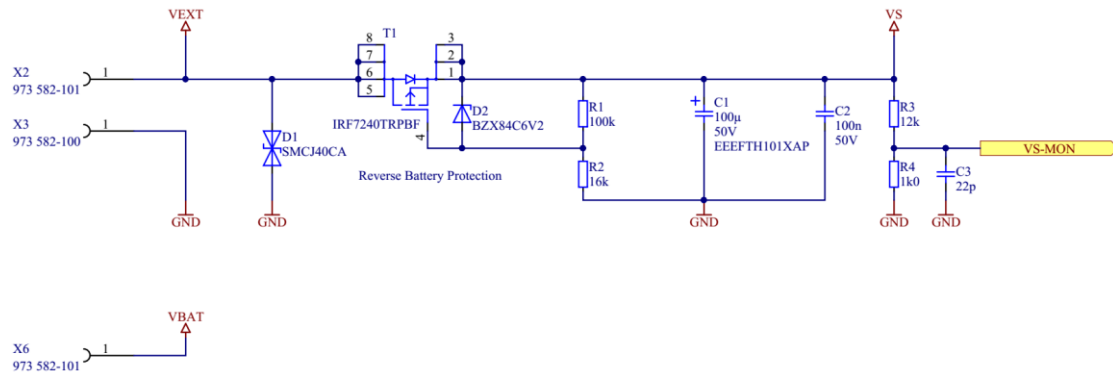 VEXT
VS
X2
973 582-101
1
8
7
6
5
T1
3
2
1
4
IRF7240TRPBF
D2
BZX84C6V2
R1
100k
C1
100µ
50V
EEEFTH101XAP
C2
100n
50V
R3
12k
X3
973 582-100
1
D1
SMCJ40CA
Reverse Battery Protection
R2
16k
R4
1k0
C3
22p
VS-MON
GND
GND
GND
GND
GND
VBAT
X6
973 582-101
1